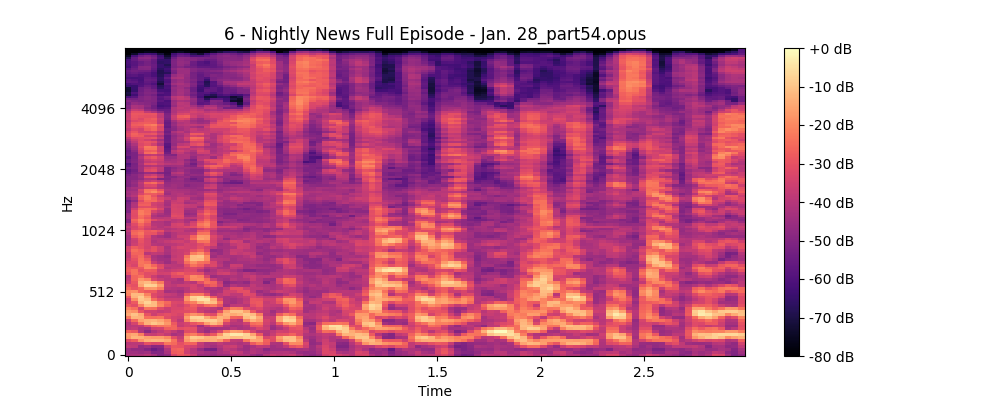 6 - Nightly News Full Episode - Jan. 28_part54.opus
+0 dB
-10 dB
-20 dB
-30 dB
-40 dB
-50 dB
-60 dB
-70 dB
-80 dB
Hz
4096
2048
1024
512
0
0 0.5 1 1.5 2 2.5
Time